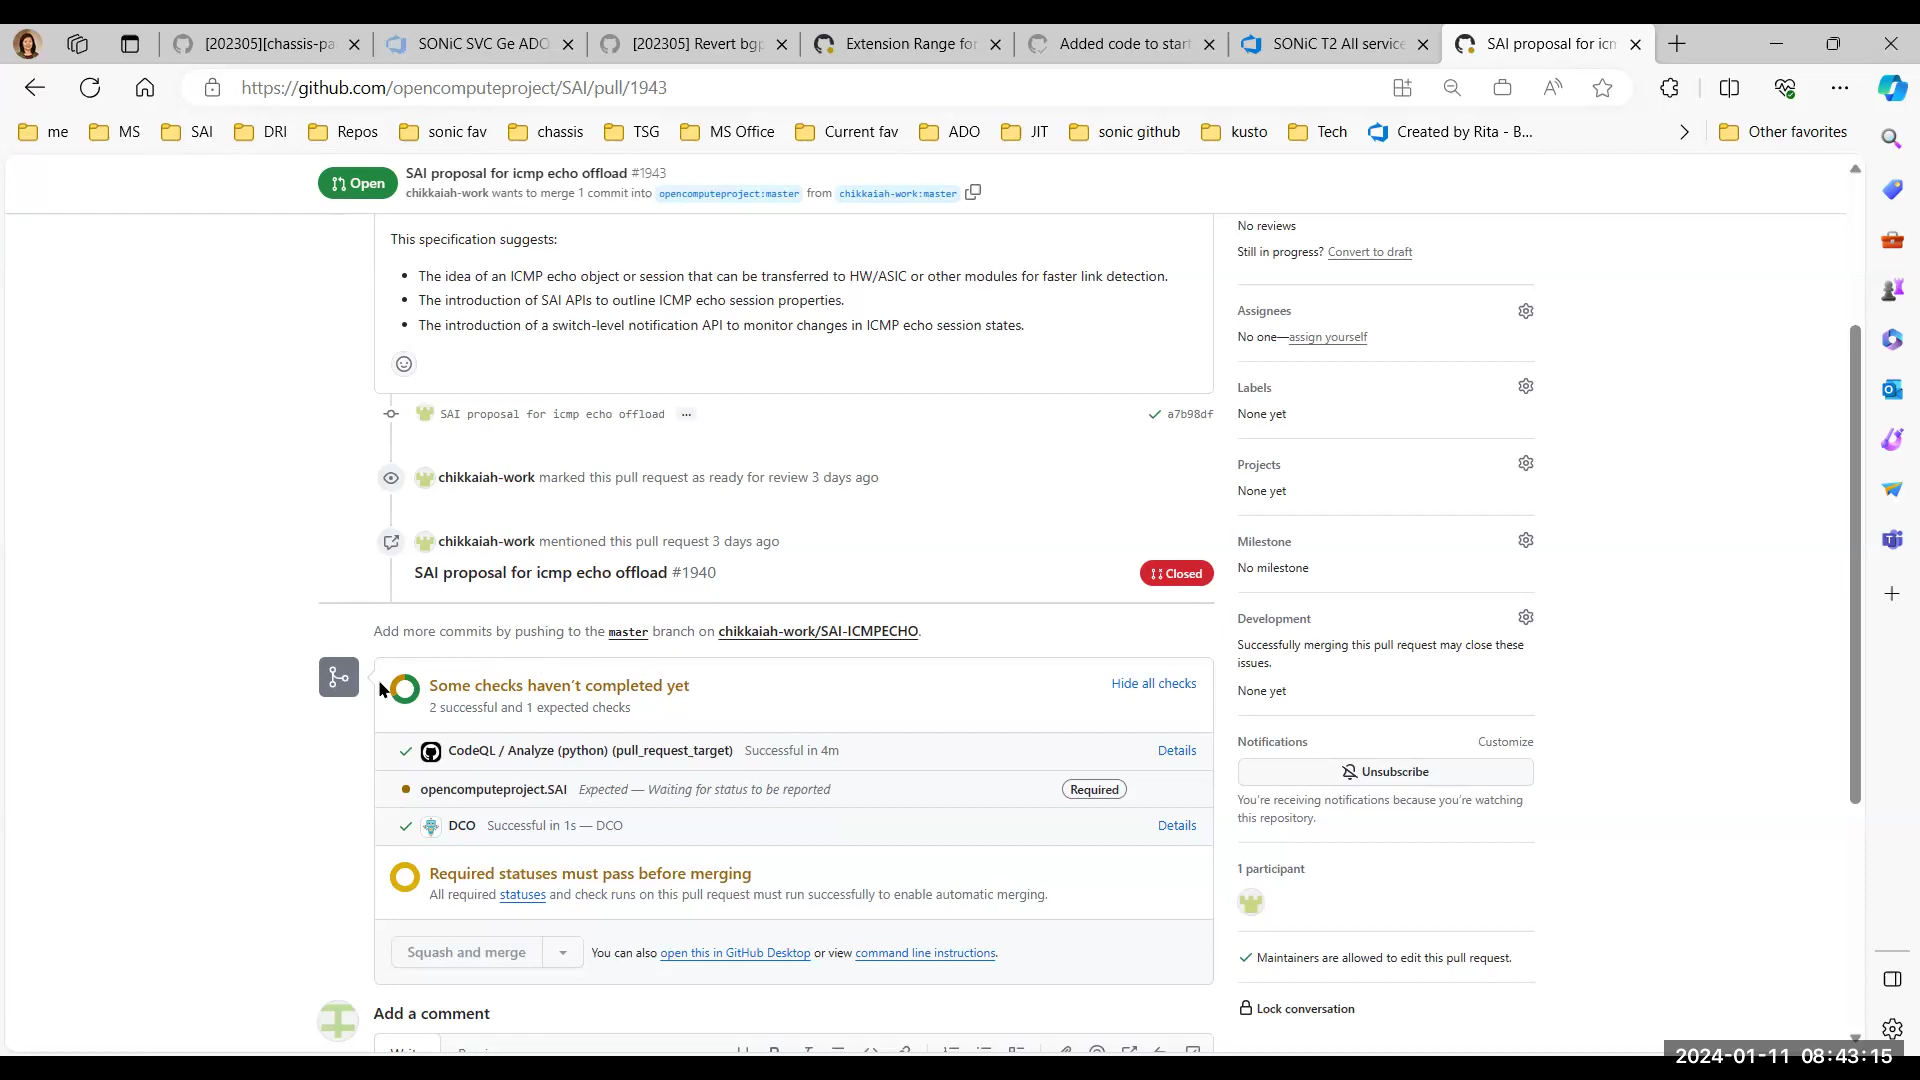 [202305][chassis-pa
SONiC SVC Ge ADO
[202305] Revert bgp
Extension Range for
Added code to start
SONiC T2 All service
SAI proposal for icm
https://github.com/opencomputeproject/SAI/pull/1943
me
MS
SAI
DRI
Repos
sonic fav
chassis
TSG
MS Office
Current fav
ADO
JIT
sonic github
kusto
Tech
Created by Rita - B...
Other favorites
Open
SAI proposal for icmp echo offload #1943
chikkaiah-work wants to merge 1 commit into opencomputeproject:master from chikkaiah-work:master
This specification suggests:
• The idea of an ICMP echo object or session that can be transferred to HW/ASIC or other modules for faster link detection.
• The introduction of SAI APIs to outline ICMP echo session properties.
• The introduction of a switch-level notification API to monitor changes in ICMP echo session states.
SAI proposal for icmp echo offload ...
a7b98df
chikkaiah-work marked this pull request as ready for review 3 days ago
chikkaiah-work mentioned this pull request 3 days ago
SAI proposal for icmp echo offload #1940
Closed
Add more commits by pushing to the master branch on chikkaiah-work/SAI-ICMPECHO.
Some checks haven't completed yet
Hide all checks
2 successful and 1 expected checks
CodeQL / Analyze (python) (pull_request_target) Successful in 4m
Details
opencomputeproject.SAI Expected — Waiting for status to be reported
Required
DCO Successful in 1s — DCO
Details
Required statuses must pass before merging
All required statuses and check runs on this pull request must run successfully to enable automatic merging.
Squash and merge
You can also open this in GitHub Desktop or view command line instructions.
Add a comment
No reviews
Still in progress? Convert to draft
Assignees
No one—assign yourself
Labels
None yet
Projects
None yet
Milestone
No milestone
Development
Successfully merging this pull request may close these
issues.
None yet
Notifications
Customize
Unsubscribe
You're receiving notifications because you're watching
this repository.
1 participant
Maintainers are allowed to edit this pull request.
Lock conversation
2024-01-11 08:43:15